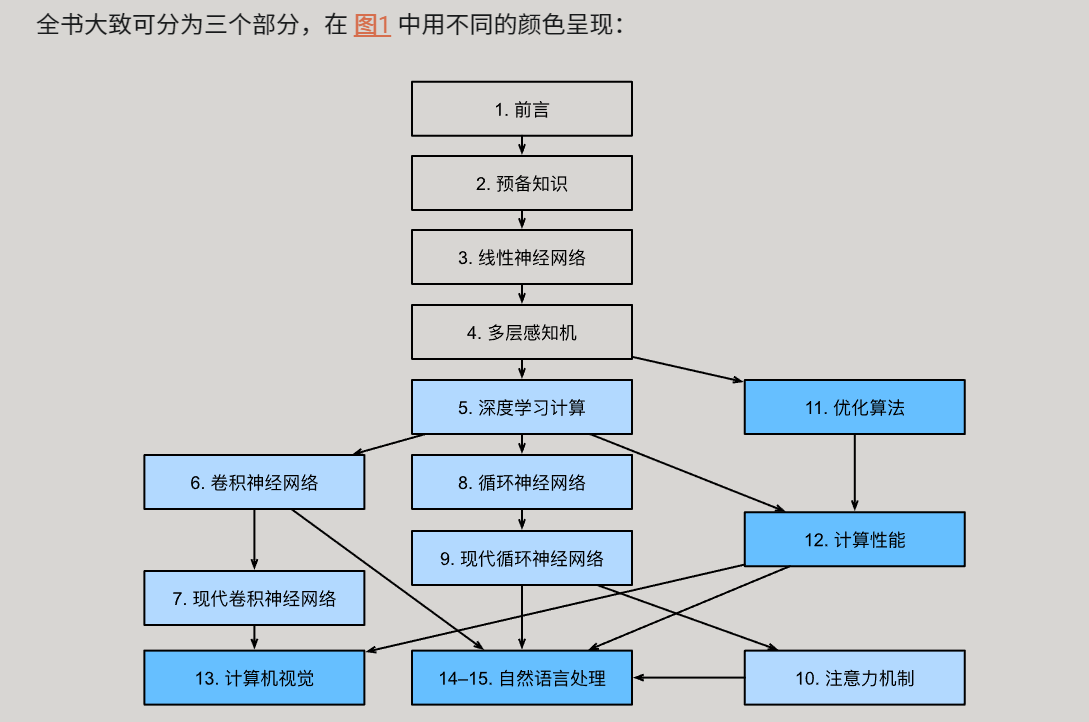 全书大致可分为三个部分，在 图1 中用不同的颜色呈现：
1. 前言
2. 预备知识
3. 线性神经网络
4. 多层感知机
5. 深度学习计算
11. 优化算法
6. 卷积神经网络
8. 循环神经网络
12. 计算性能
9. 现代循环神经网络
7. 现代卷积神经网络
13. 计算机视觉
14–15. 自然语言处理
10. 注意力机制